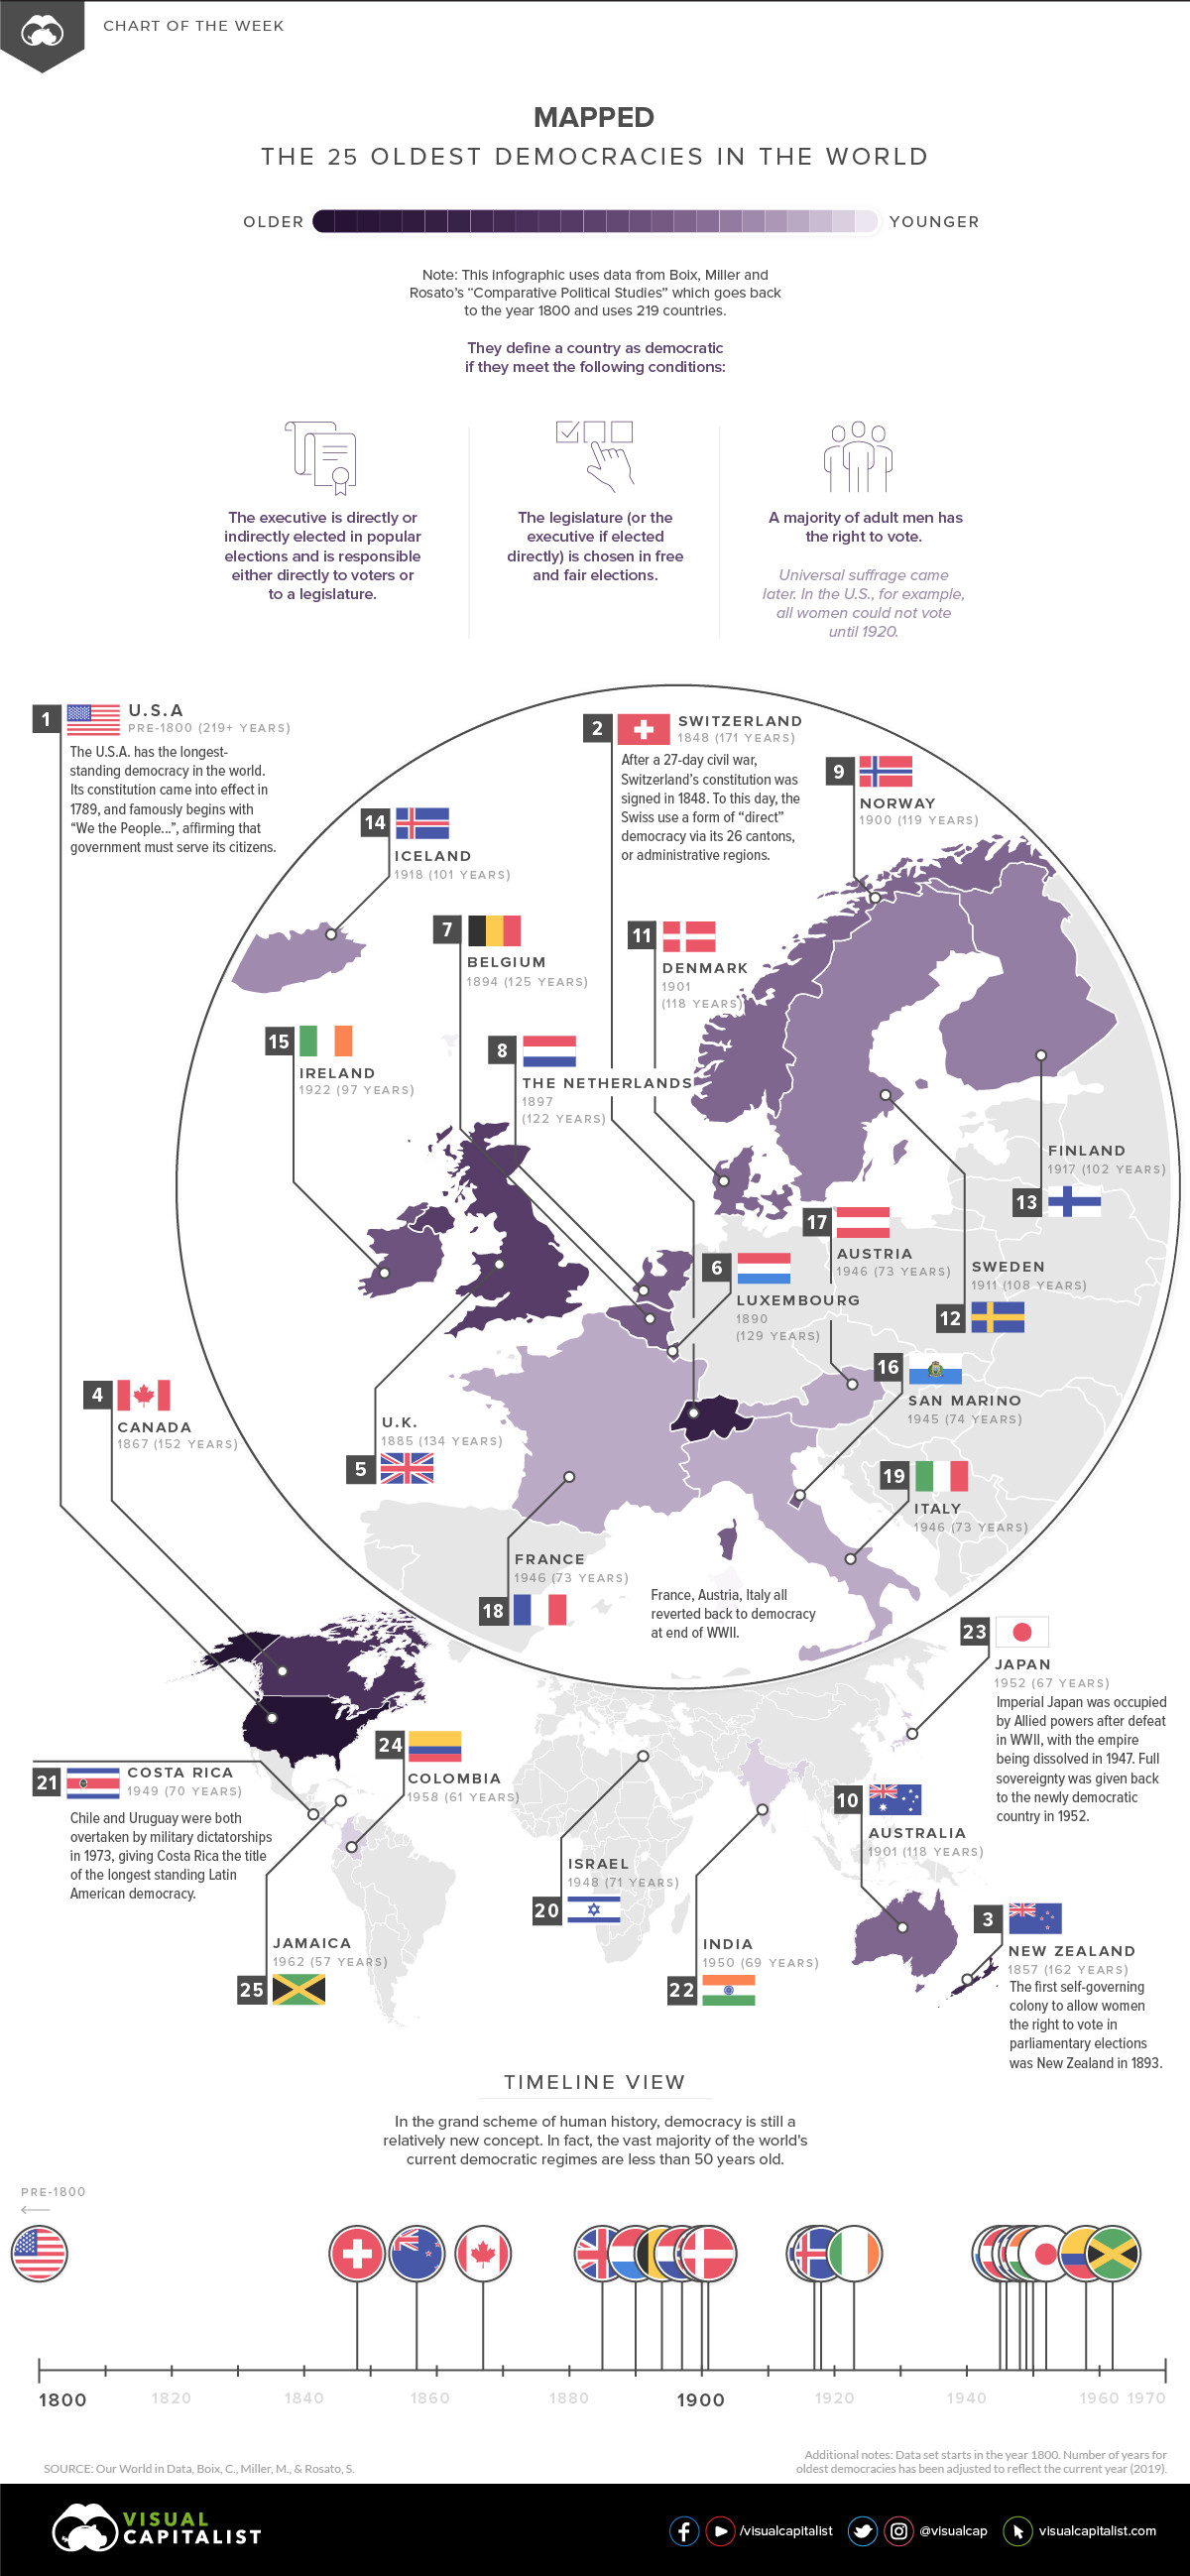 CHART OF THE WEEK
MAPPED
THE 25 OLDEST DEMOCRACIES IN THE WORLD
OLDER
YOUNGER
Note: This infographic uses data from Boix, Miller and
Rosato's “Comparative Political Studies” which goes back
to the year 1800 and uses 219 countries.
They define a country as democratic
if they meet the following conditions:
The executive is directly or
indirectly elected in popular
elections and is responsible
either directly to voters or
to a legislature.
The legislature (or the
executive if elected
directly) is chosen in free
and fair elections.
A majority of adult men has
the right to vote.
Universal suffrage came
later. In the U.S., for example,
all women could not vote
until 1920.
1
U.S.A
PRE-1800 (219+ YEARS)
The U.S.A. has the longest-
standing democracy in the world.
Its constitution came into effect in
1789, and famously begins with
“We the People...”, affirming that
government must serve its citizens.
2
SWITZERLAND
1848 (171 YEARS)
After a 27-day civil war,
Switzerland's constitution was
signed in 1848. To this day, the
Swiss use a form of “direct”
democracy via its 26 cantons,
or administrative regions.
9
NORWAY
1900 (119 YEARS)
14
ICELAND
1918 (101 YEARS)
7
BELGIUM
1894 (125 YEARS)
11
DENMARK
1901
(118 YEARS)
15
IRELAND
1922 (97 YEARS)
8
THE NETHERLANDS
1897
(122 YEARS)
FINLAND
1917 (102 YEARS)
13
17
AUSTRIA
1946 (73 YEARS)
6
LUXEMBOURG
1890
(129 YEARS)
SWEDEN
1911 (108 YEARS)
12
16
SAN MARINO
1945 (74 YEARS)
4
CANADA
1867 (152 YEARS)
U.K.
1885 (134 YEARS)
5
19
ITALY
1946 (73 YEARS)
FRANCE
1946 (73 YEARS)
18
France, Austria, Italy all
reverted back to democracy
at end of WWII.
23
JAPAN
1952 (67 YEARS)
Imperial Japan was occupied
by Allied powers after defeat
in WWII, with the empire
being dissolved in 1947. Full
sovereignty was given back
to the newly democratic
country in 1952.
24
COLOMBIA
1958 (61 YEARS)
21
COSTA RICA
1949 (70 YEARS)
Chile and Uruguay were both
overtaken by military dictatorships
in 1973, giving Costa Rica the title
of the longest standing Latin
American democracy.
10
AUSTRALIA
1901 (118 YEARS)
ISRAEL
1948 (71 YEARS)
20
3
NEW ZEALAND
1857 (162 YEARS)
The first self-governing
colony to allow women
the right to vote in
parliamentary elections
was New Zealand in 1893.
JAMAICA
1962 (57 YEARS)
25
INDIA
1950 (69 YEARS)
22
TIMELINE VIEW
In the grand scheme of human history, democracy is still a
relatively new concept. In fact, the vast majority of the world's
current democratic regimes are less than 50 years old.
PRE-1800
1800
1820
1840
1860
1880
1900
1920
1940
1960
1970
SOURCE: Our World in Data, Boix, C., Miller, M., & Rosato, S.
Additional notes: Data set starts in the year 1800. Number of years for
oldest democracies has been adjusted to reflect the current year (2019).
VISUAL
CAPITALIST
/visualcapitalist
@visualcap
visualcapitalist.com